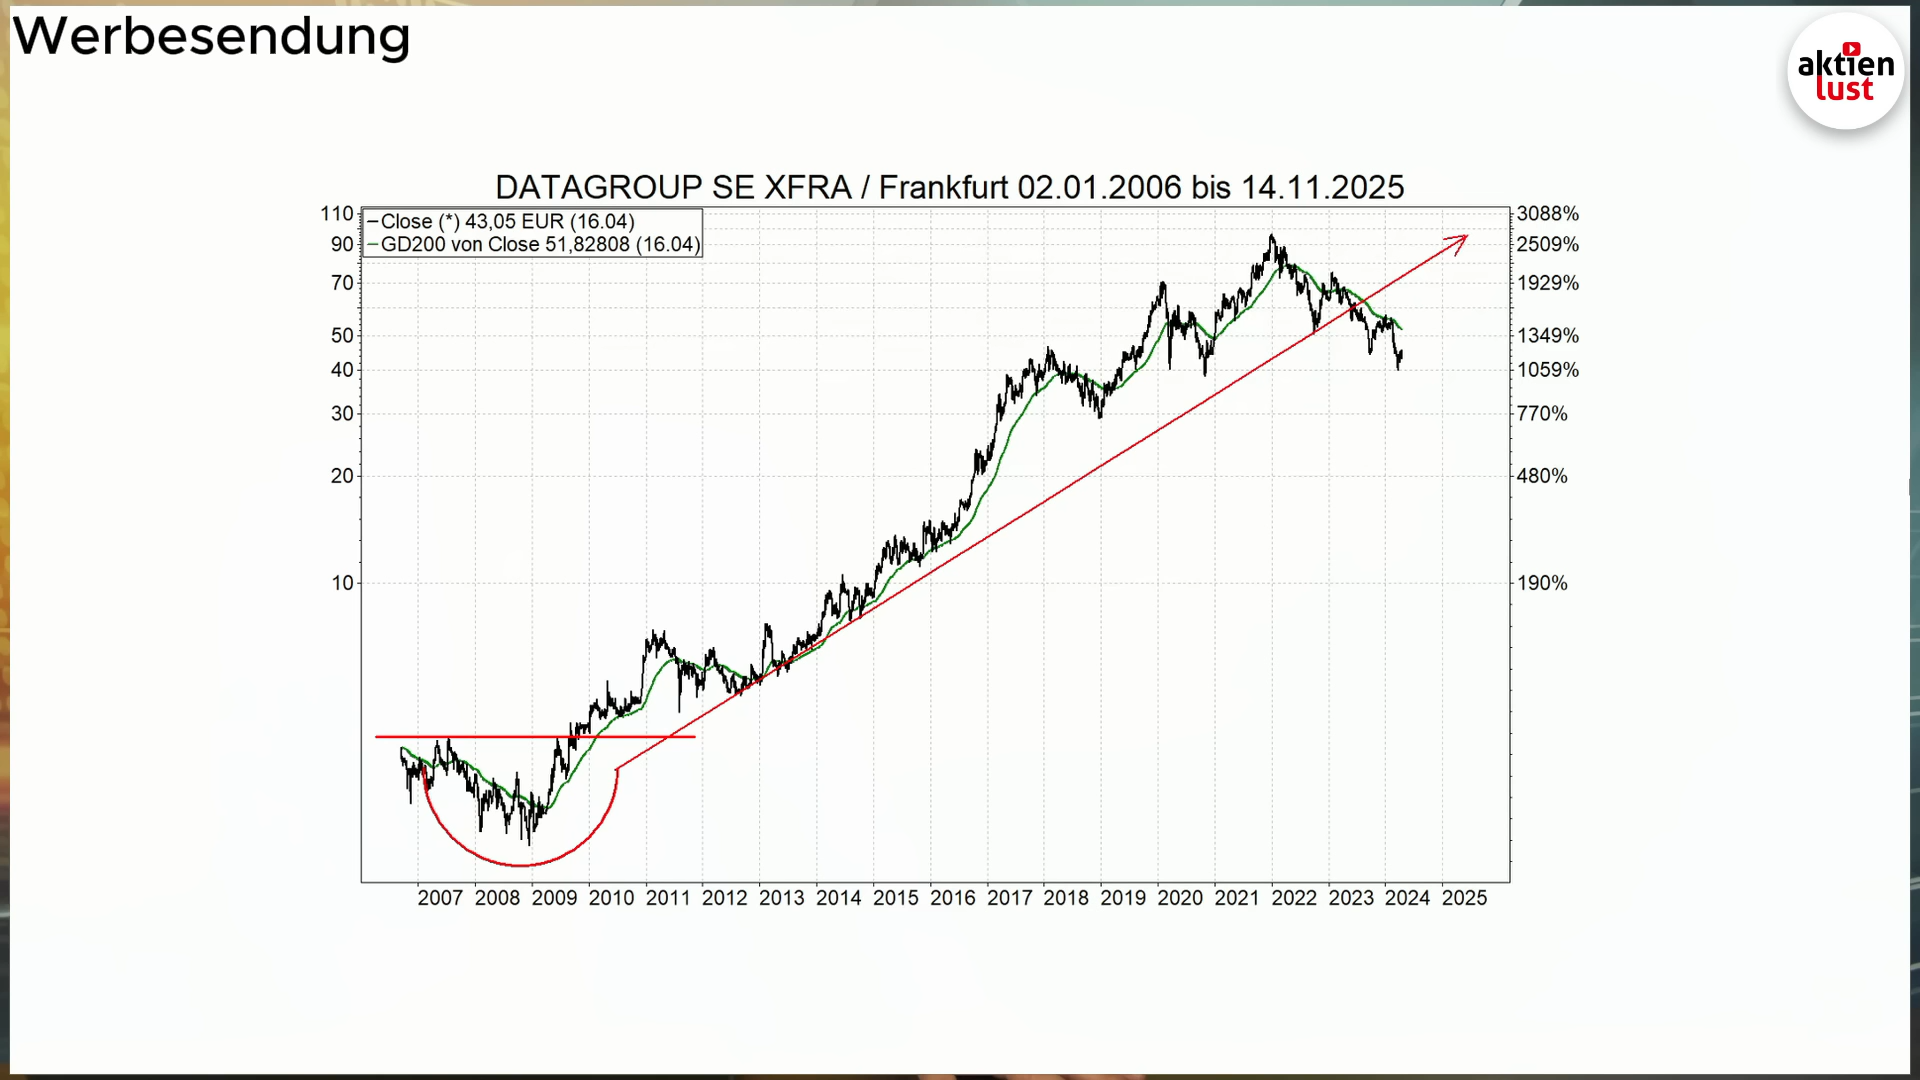 Werbesendung
aktien
lust
DATAGROUP SE XFRA / Frankfurt 02.01.2006 bis 14.11.2025
Close (*) 43,05 EUR (16.04)
GD200 von Close 51,82808 (16.04)
110 3088%
90 2509%
70 1929%
50 1349%
40 1059%
30 770%
20 480%
10 190%
2007 2008 2009 2010 2011 2012 2013 2014 2015 2016 2017 2018 2019 2020 2021 2022 2023 2024 2025